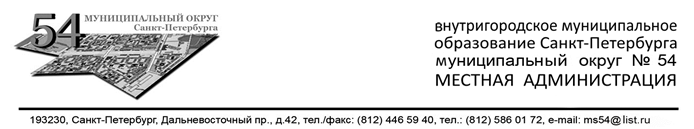 54 МУНИЦИПАЛЬНЫЙ ОКРУГ
Санкт-Петербурга
внутригородское муниципальное
образование Санкт-Петербурга
муниципальный округ № 54
МЕСТНАЯ АДМИНИСТРАЦИЯ
193230, Санкт-Петербург, Дальневосточный пр., д.42, тел./факс: (812) 446 59 40, тел.: (812) 586 01 72, e-mail: ms54@list.ru